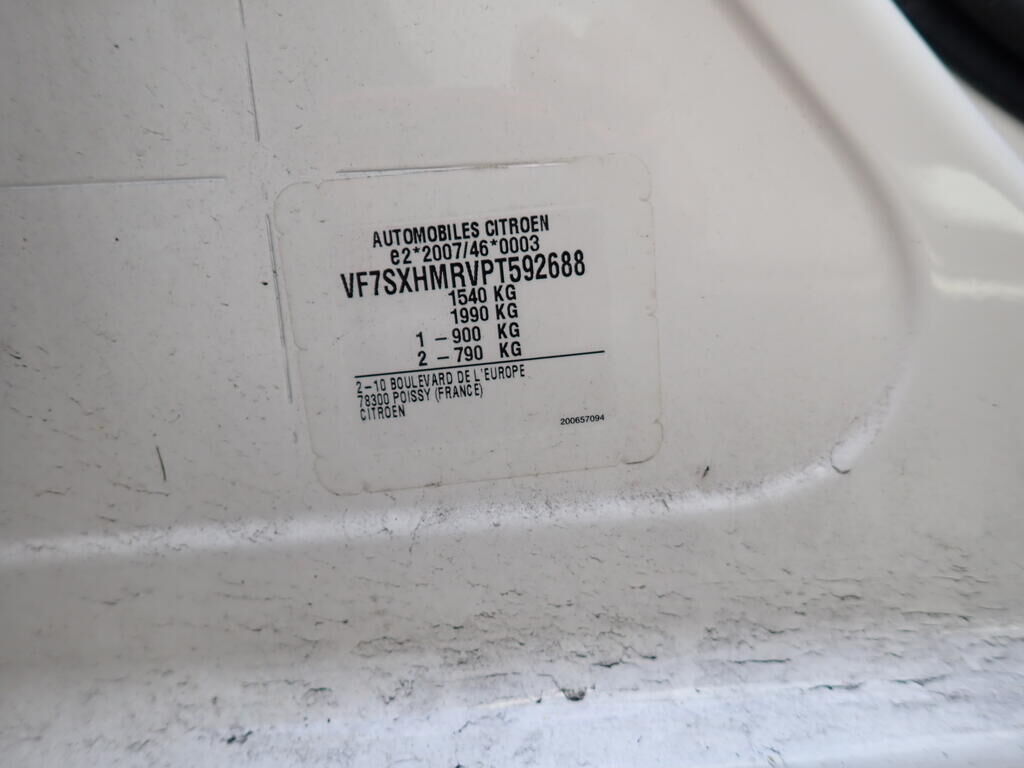 AUTOMOBILES CITROEN
e2*2007/46*0003
VF7SXHMRVPT592688
1540 KG
1990 KG
1 - 900 KG
2 - 790 KG
2-10 BOULEVARD DE L'EUROPE
78300 POISSY (FRANCE)
CITROEN
200657094